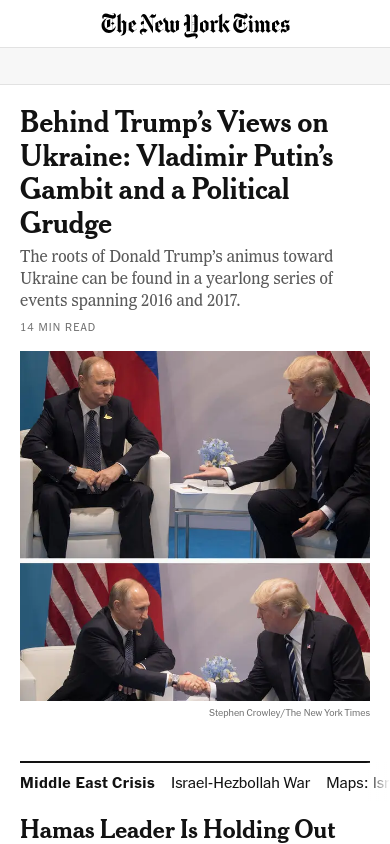 The New York Times
Behind Trump’s Views on
Ukraine: Vladimir Putin’s
Gambit and a Political
Grudge
The roots of Donald Trump’s animus toward
Ukraine can be found in a yearlong series of
events spanning 2016 and 2017.
14 MIN READ
Stephen Crowley/The New York Times
Middle East Crisis Israel-Hezbollah War Maps: Isr
Hamas Leader Is Holding Out